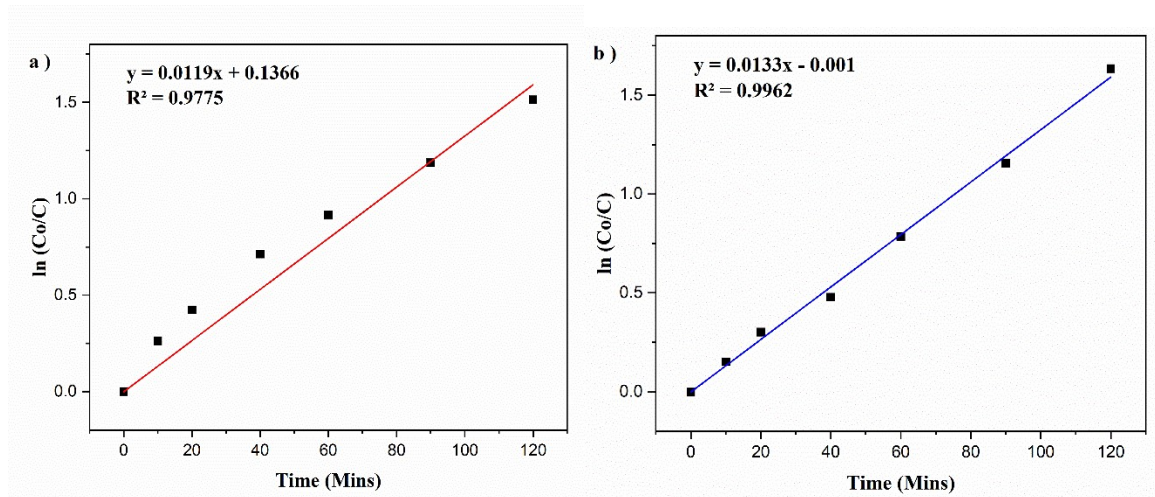 a )
y = 0.0119x + 0.1366
R² = 0.9775
ln (Co/C)
1.5
1.0
0.5
0.0
0 20 40 60 80 100 120
Time (Mins)
b )
y = 0.0133x - 0.001
R² = 0.9962
ln (Co/C)
1.5
1.0
0.5
0.0
0 20 40 60 80 100 120
Time (Mins)